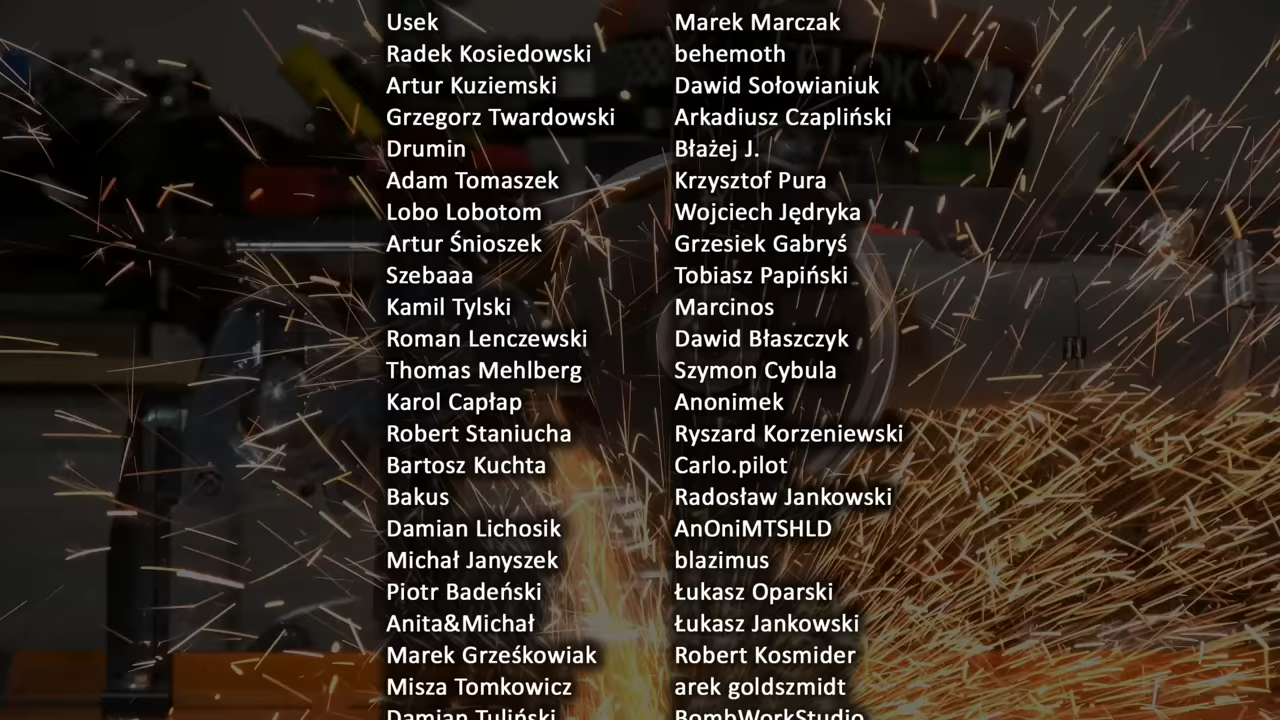 Usek
Radek Kosiedowski
Artur Kuziemski
Grzegorz Twardowski
Drumin
Adam Tomaszek
Lobo Lobotom
Artur Śnioszek
Szebaaa
Kamil Tylski
Roman Lenczewski
Thomas Mehlberg
Karol Capłap
Robert Staniucha
Bartosz Kuchta
Bakus
Damian Lichosik
Michał Janyszek
Piotr Badeński
Anita&Michał
Marek Grześkowiak
Misza Tomkowicz
Damian Tuliński
Marek Marczak
behemoth
Dawid Sołowianiuk
Arkadiusz Czapliński
Błażej J.
Krzysztof Pura
Wojciech Jędryka
Grzesiek Gabryś
Tobiasz Papiński
Marcinos
Dawid Błaszczyk
Szymon Cybula
Anonimek
Ryszard Korzeniewski
Carlo.pilot
Radosław Jankowski
AnOniMTSHLD
blazimus
Łukasz Oparski
Łukasz Jankowski
Robert Kosmider
arek goldszmidt
BombWorkStudio